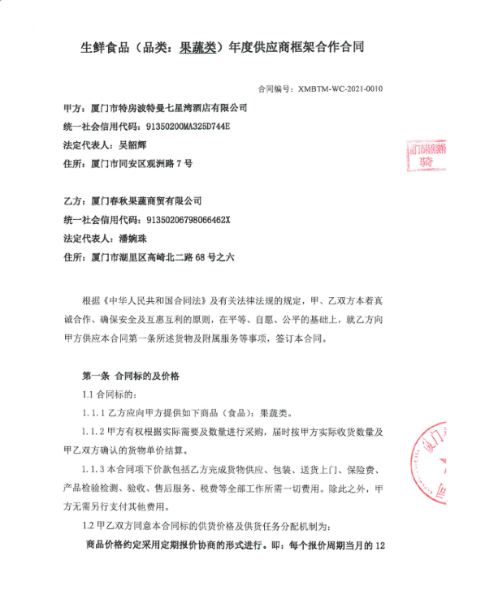 生鲜食品（品类：果蔬类）年度供应商框架合作合同
合同编号：XMBTM-WC-2021-0010
甲方：厦门市特房波特曼七星湾酒店有限公司
统一社会信用代码：91350200MA325D744E
法定代表人：吴韶辉
住所：厦门市同安区观洲路 7 号
乙方：厦门春秋果蔬商贸有限公司
统一社会信用代码：91350206798066462X
法定代表人：潘婉珠
住所：厦门市湖里区高崎北二路 68 号之六
根据《中华人民共和国合同法》及有关法律法规的规定，甲、乙双方本着真
诚合作、确保安全及互惠互利的原则，在平等、自愿、公平的基础上，就乙方向
甲方供应本合同第一条所述货物及附属服务等事项，签订本合同。
第一条 合同标的及价格
1.1 合同标的：
1.1.1 乙方应向甲方提供如下商品（食品）：果蔬类。
1.1.2 甲方有权根据实际需要及数量进行采购，届时按甲方实际收货数量及
甲乙双方确认的货物单价结算。
1.1.3 本合同项下价款包括乙方完成货物供应、包装、送货上门、保险费、
产品检验检测、验收、售后服务、税费等全部工作所需一切费用。除此之外，甲
方无需另行支付其他费用。
1.2 甲乙双方同意本合同标的供货价格及供货任务分配机制为：
商品价格约定采用定期报价协商的形式进行。即：每个报价周期当月的 12